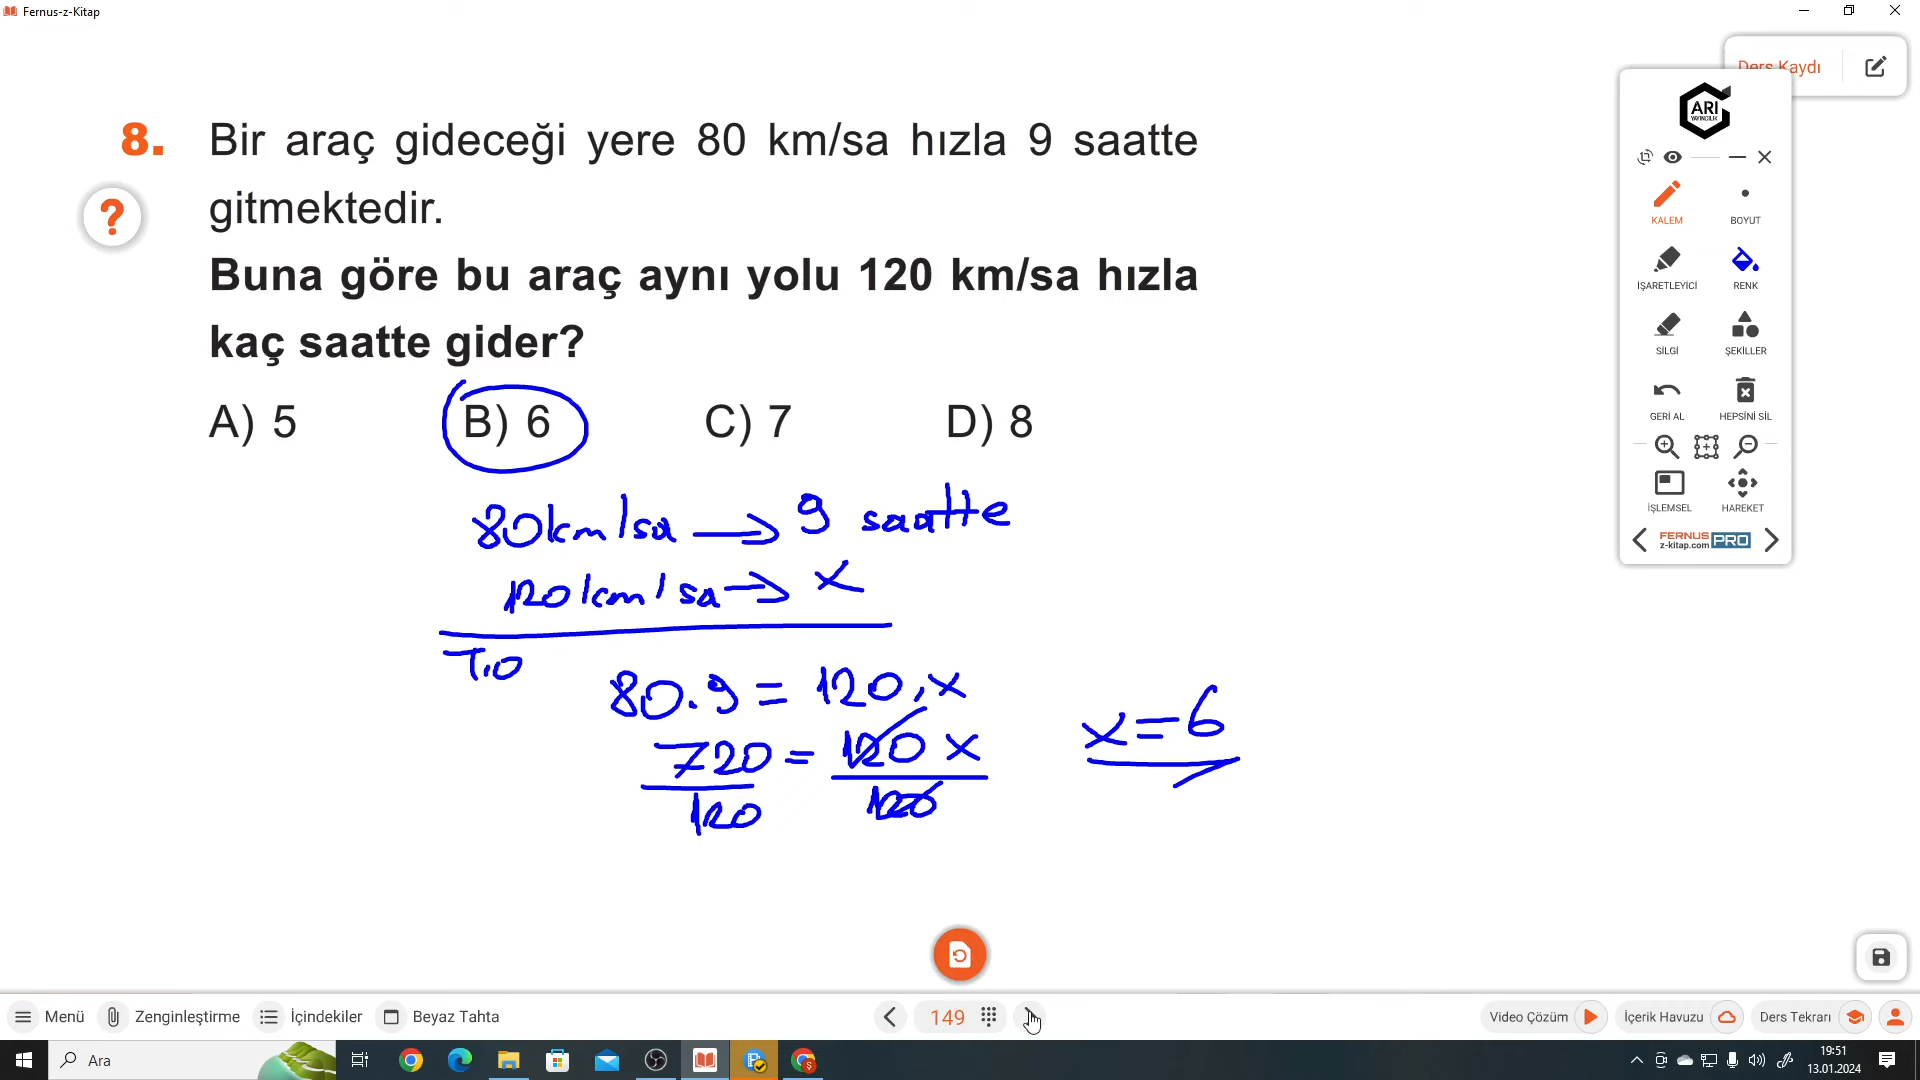 Fernus-z-Kitap
Ders Kaydı
8. Bir araç gideceği yere 80 km/sa hızla 9 saatte
gitmektedir.
?
Buna göre bu araç aynı yolu 120 km/sa hızla
kaç saatte gider?
A) 5 B) 6 C) 7 D) 8
80km/sa → 9 saatte
120km/sa → x
T.O
80.9 = 120.x
720 = 120 x
120 120
x = 6
ARI
YAYINCILIK
KALEM BOYUT
İŞARETLEYİCİ RENK
SİLGİ ŞEKİLLER
GERİ AL HEPSİNİ SİL
İŞLEMSEL HAREKET
FERNUS
z-kitap.com PRO
Menü Zenginleştirme İçindekiler Beyaz Tahta 149 Video Çözüm İçerik Havuzu Ders Tekrarı
Ara
19:51
13.01.2024